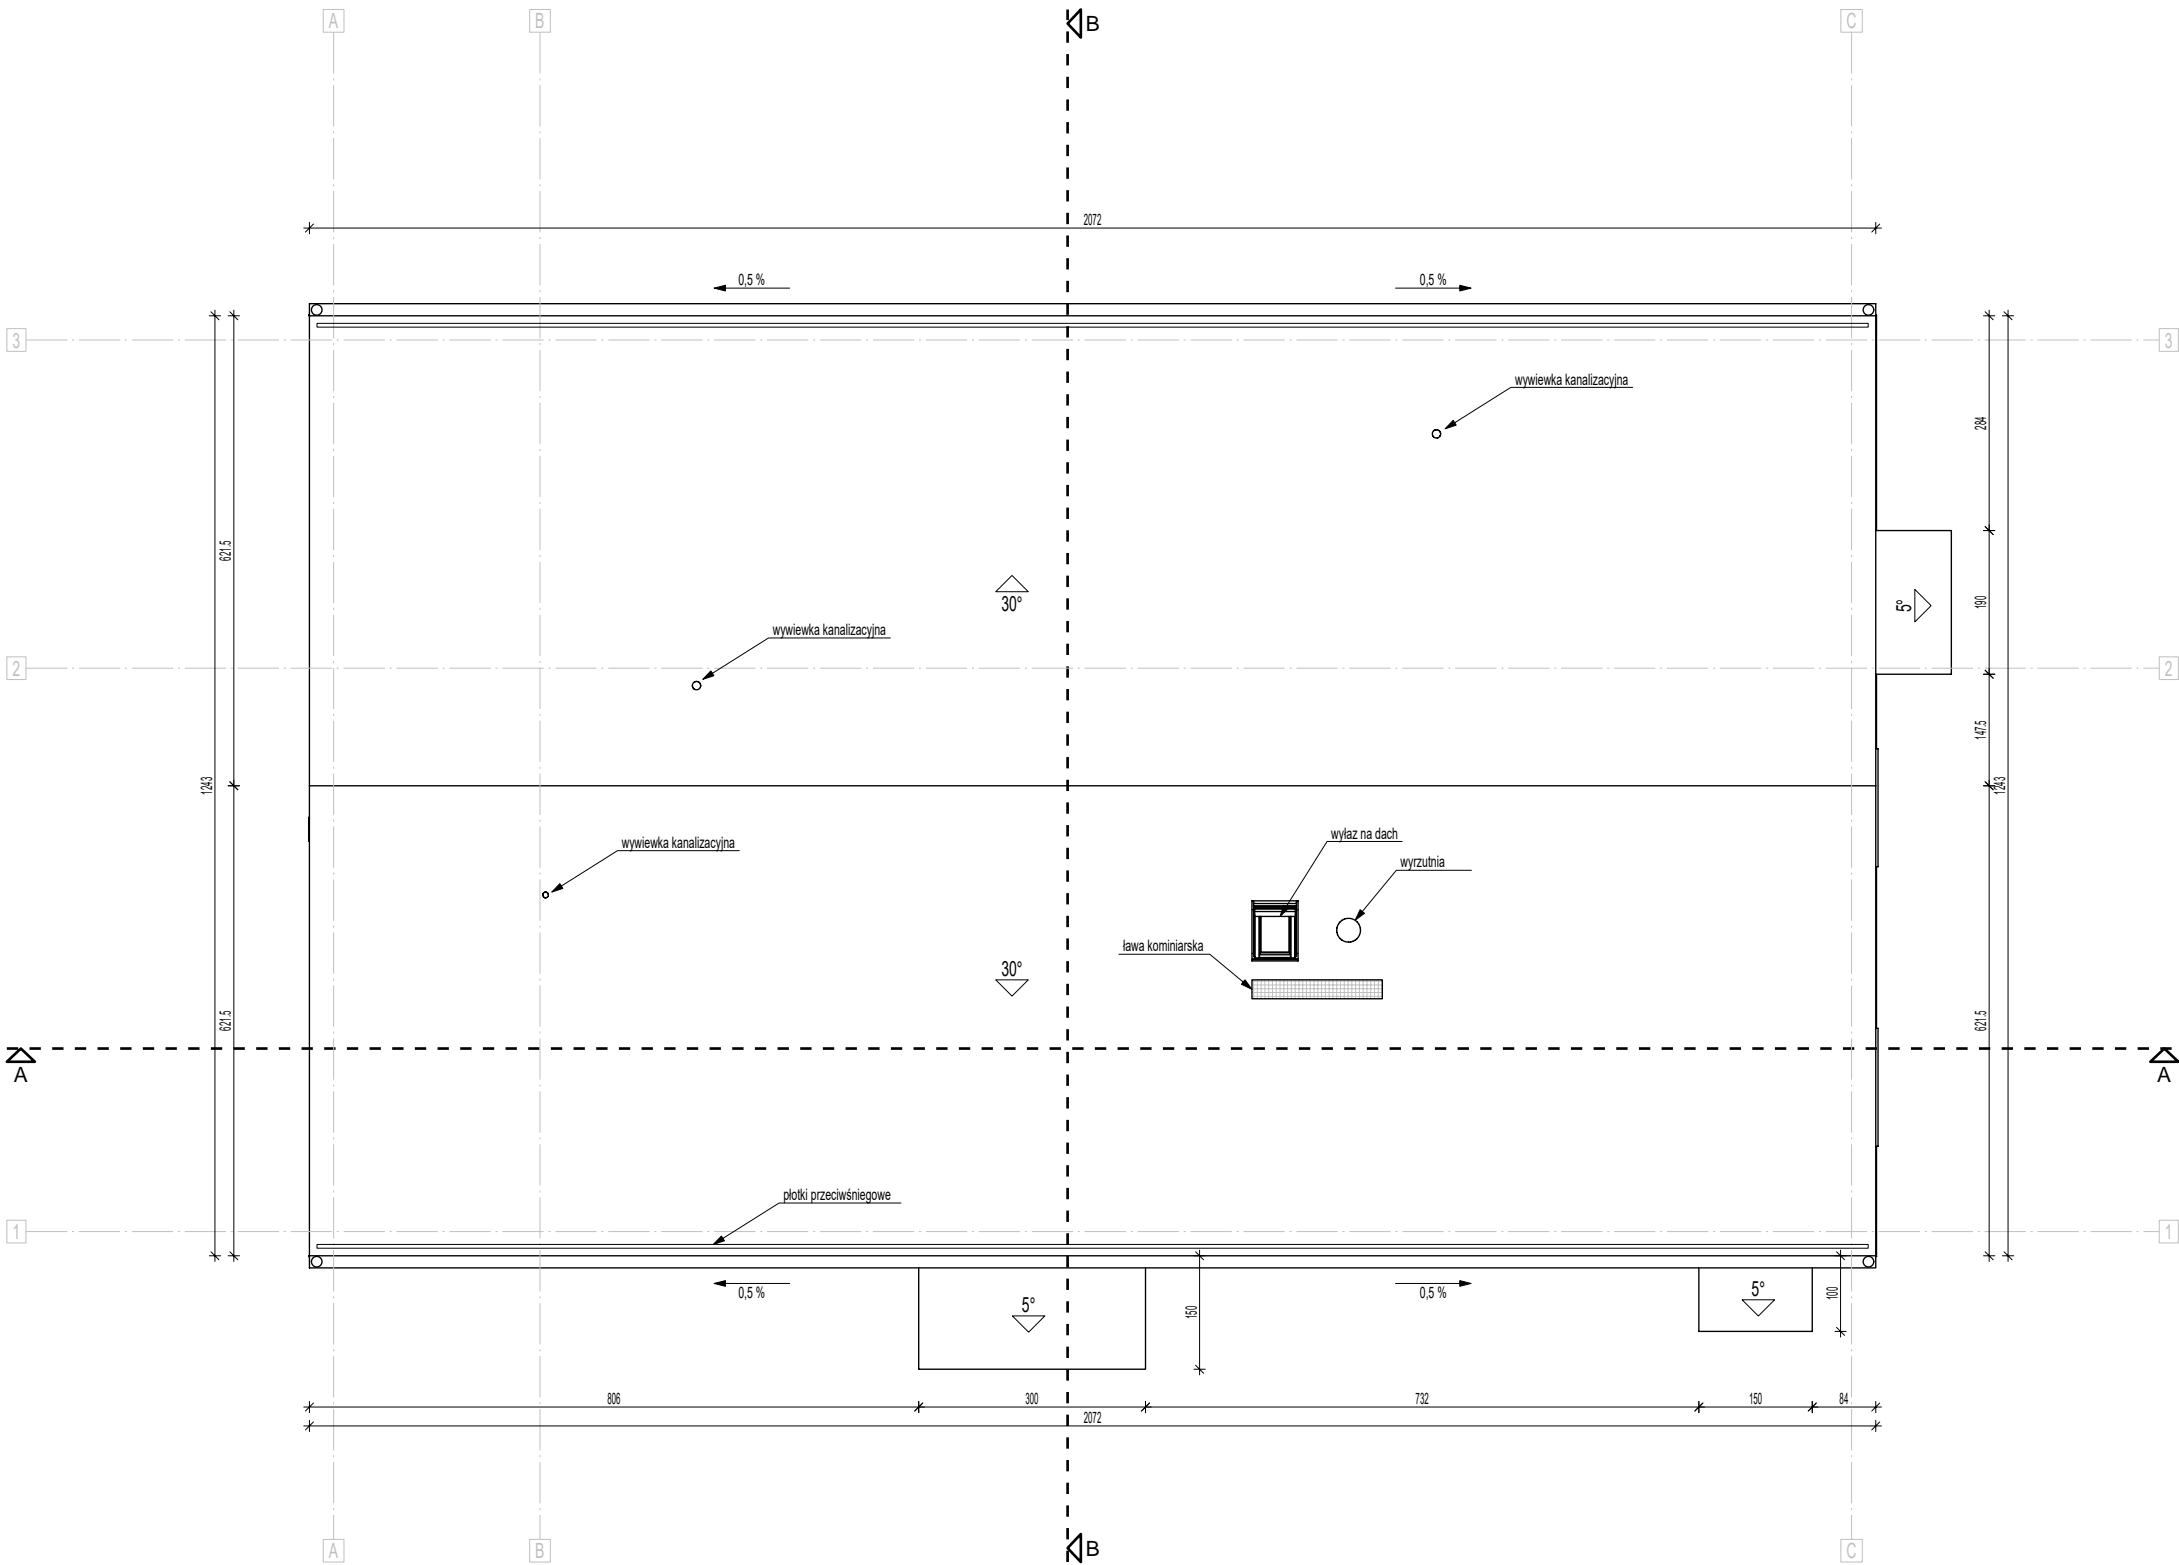 A
B
B
C
2072
0,5 %
0,5 %
3
3
wywiewka kanalizacyjna
284
621.5
30°
5°
190
wywiewka kanalizacyjna
2
2
147.5
1243
1243
wywiewka kanalizacyjna
wyłaz na dach
wyrzutnia
ława kominiarska
30°
621.5
621.5
A
A
płotki przeciwśniegowe
1
1
0,5 %
5°
150
0,5 %
5°
100
806
300
732
150
84
2072
A
B
B
C